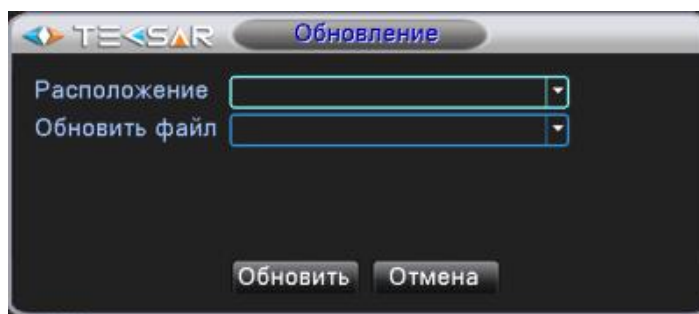 TECSAR Обновление
Расположение
Обновить файл
Обновить Отмена